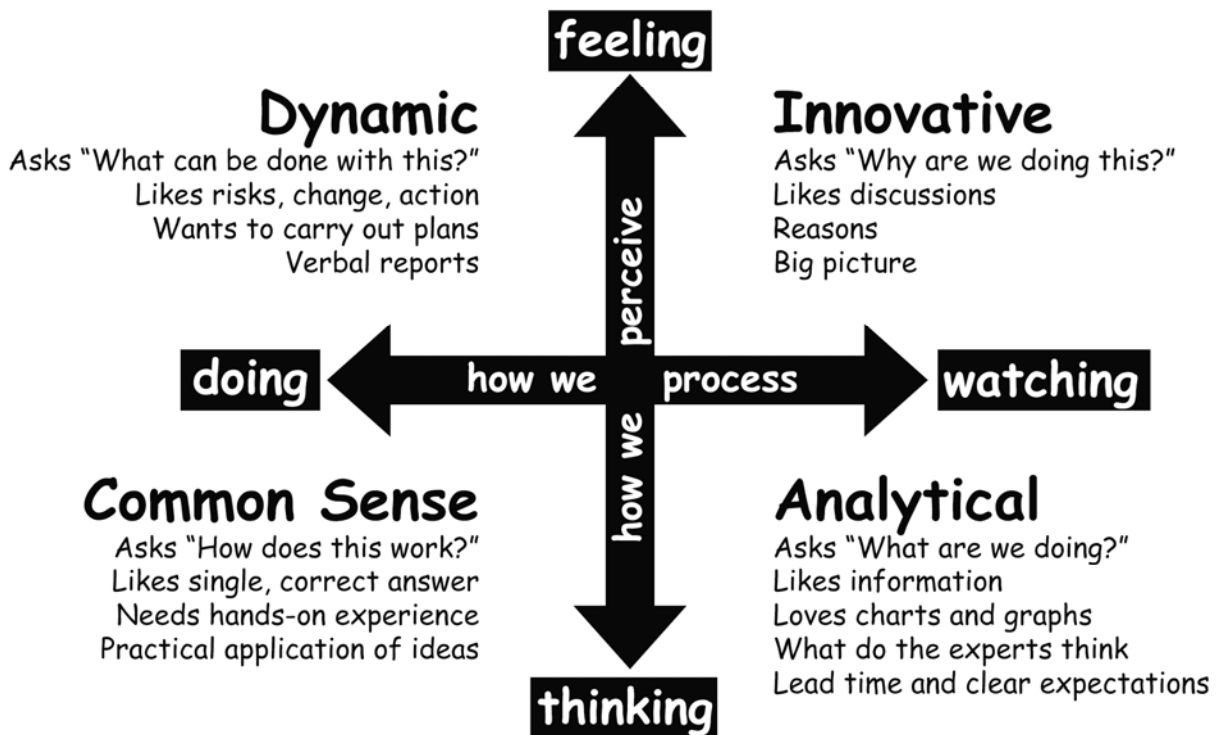 feeling
Dynamic
Asks “What can be done with this?”
Likes risks, change, action
Wants to carry out plans
Verbal reports
Innovative
Asks “Why are we doing this?”
Likes discussions
Reasons
Big picture
how we perceive
doing
how we process
watching
Common Sense
Asks “How does this work?”
Likes single, correct answer
Needs hands-on experience
Practical application of ideas
Analytical
Asks “What are we doing?”
Likes information
Loves charts and graphs
What do the experts think
Lead time and clear expectations
thinking